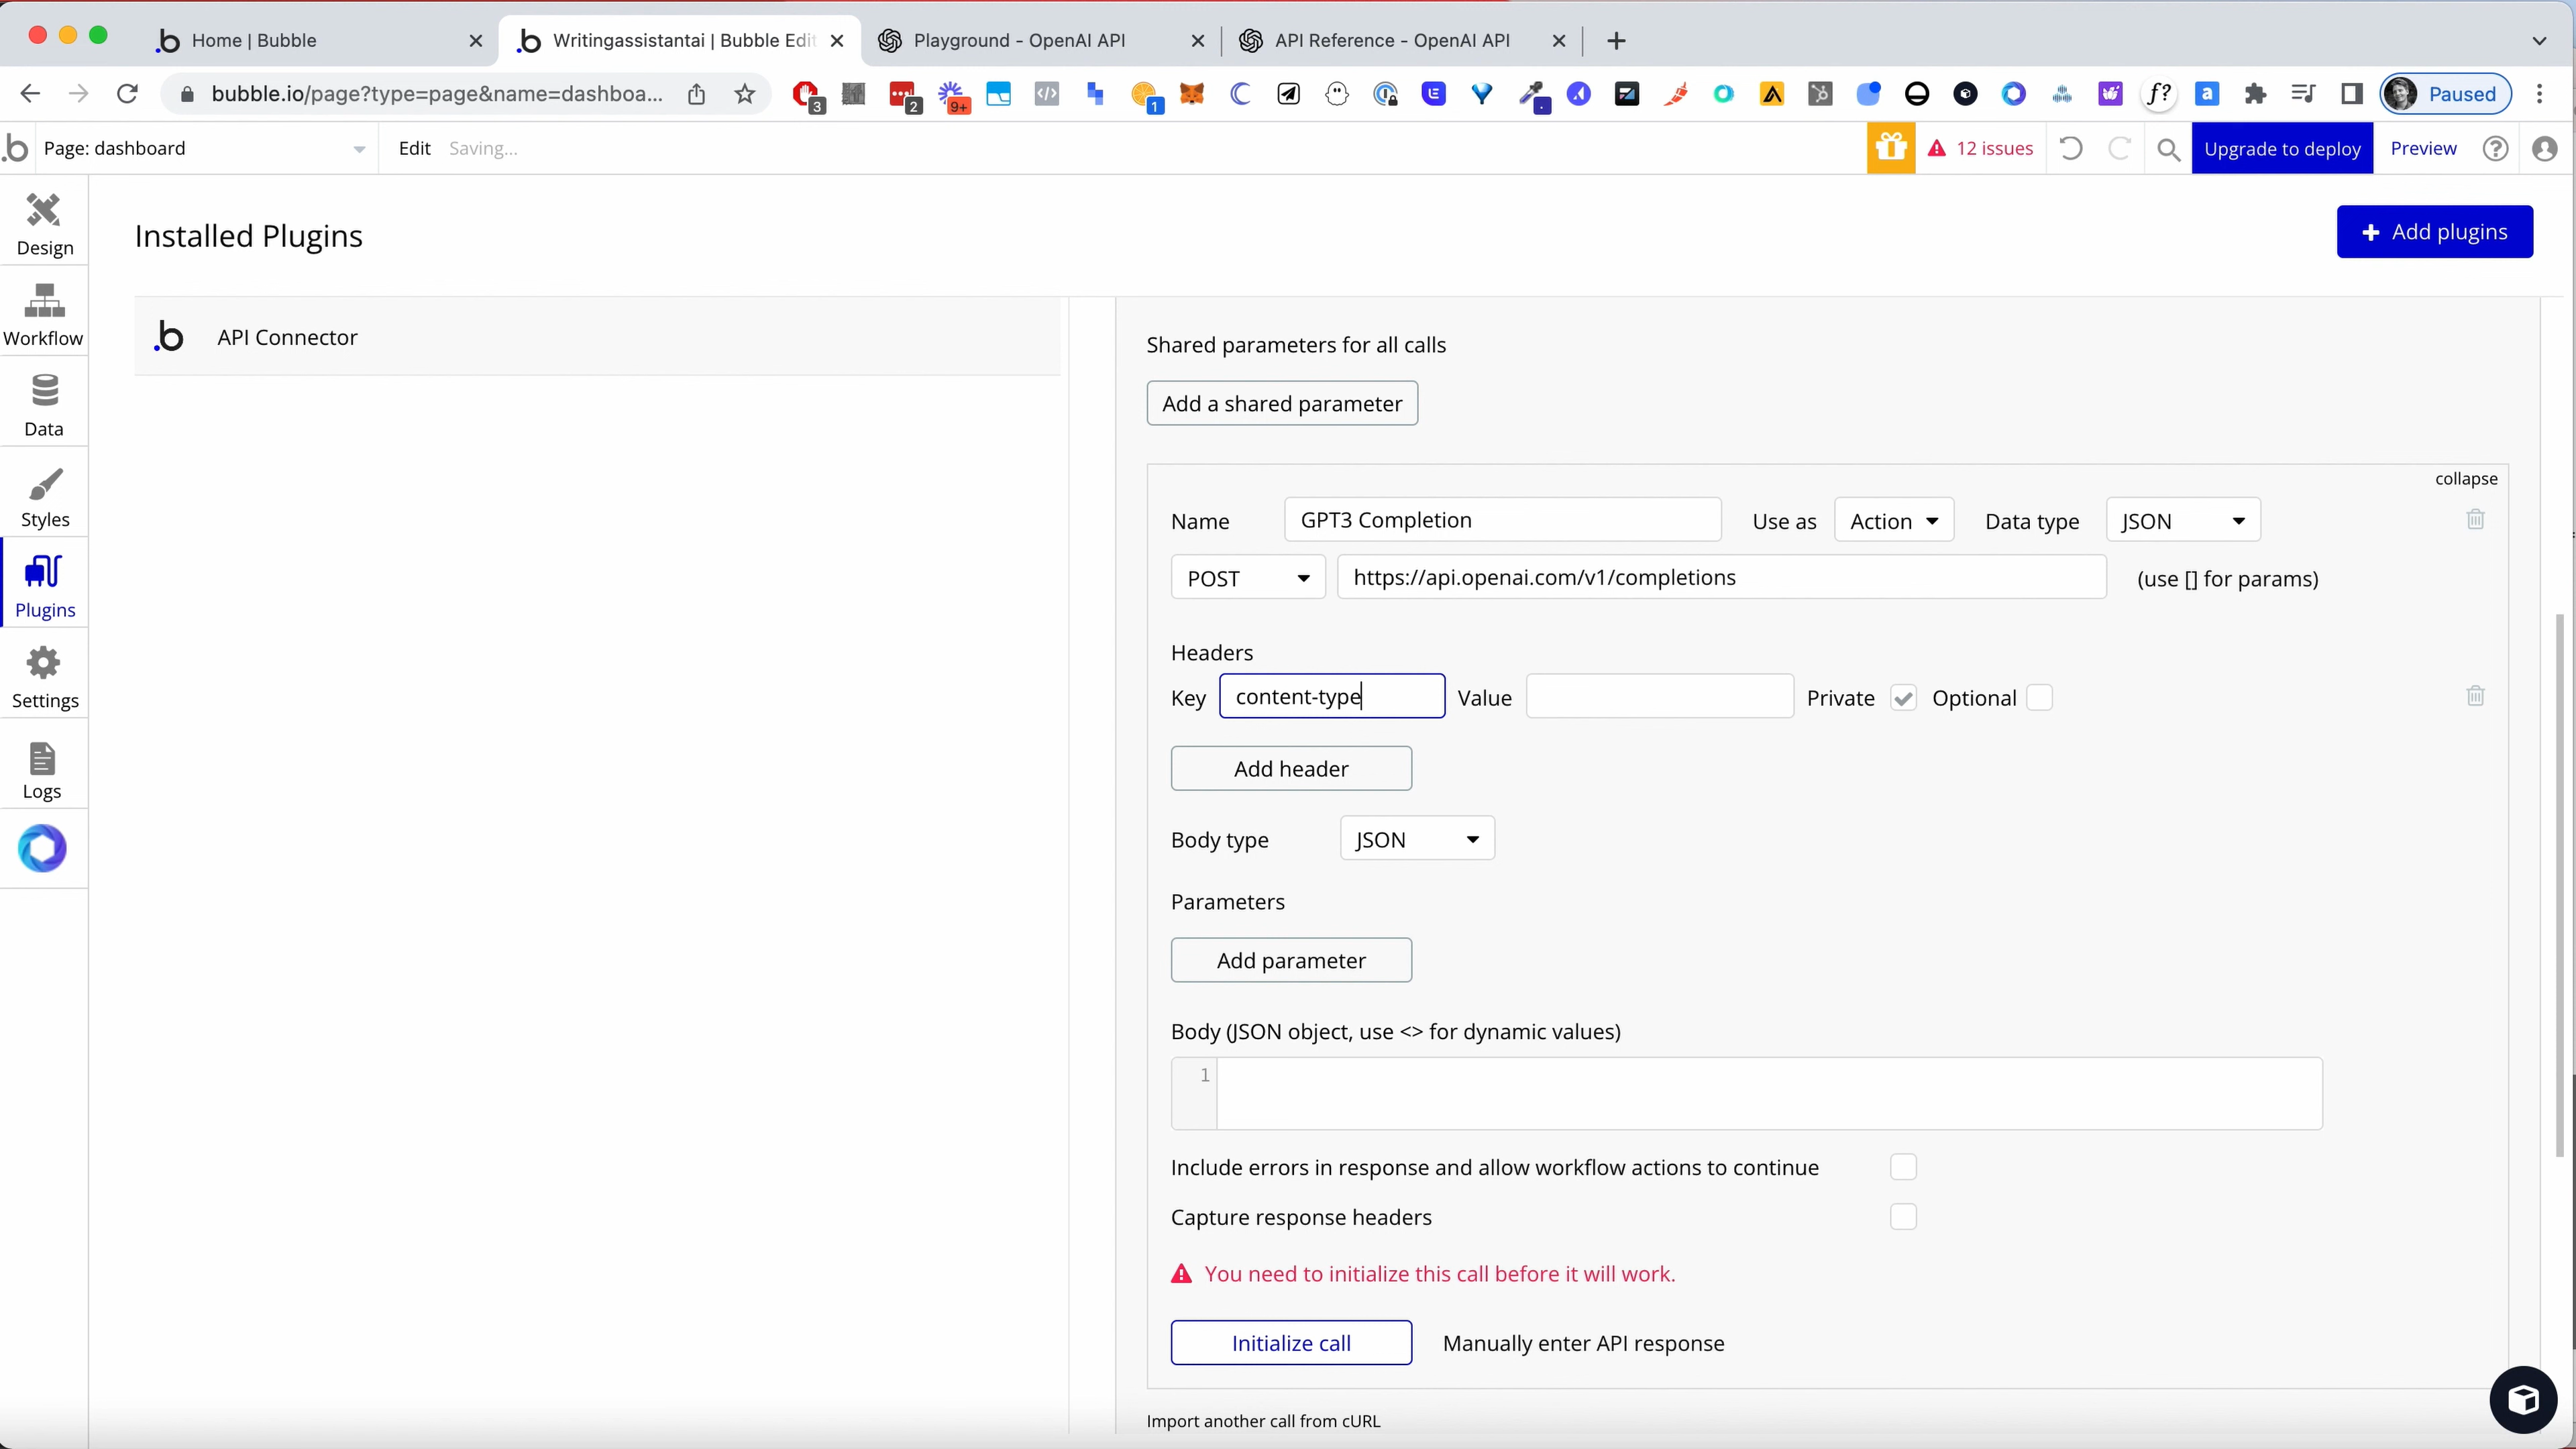 Home | Bubble
Writingassistantai | Bubble Edit
Playground - OpenAI API
API Reference - OpenAI API
bubble.io/page?type=page&name=dashboa...
3
2
9+
1
f?
a
Paused
Page: dashboard
Edit
Saving...
12 issues
Upgrade to deploy
Preview
Design
Workflow
Data
Styles
Plugins
Settings
Logs
Installed Plugins
Add plugins
API Connector
Shared parameters for all calls
Add a shared parameter
collapse
Name GPT3 Completion Use as Action Data type JSON
POST https://api.openai.com/v1/completions (use [] for params)
Headers
Key content-type Value Private Optional
Add header
Body type JSON
Parameters
Add parameter
Body (JSON object, use <> for dynamic values)
1
Include errors in response and allow workflow actions to continue
Capture response headers
You need to initialize this call before it will work.
Initialize call Manually enter API response
Import another call from cURL